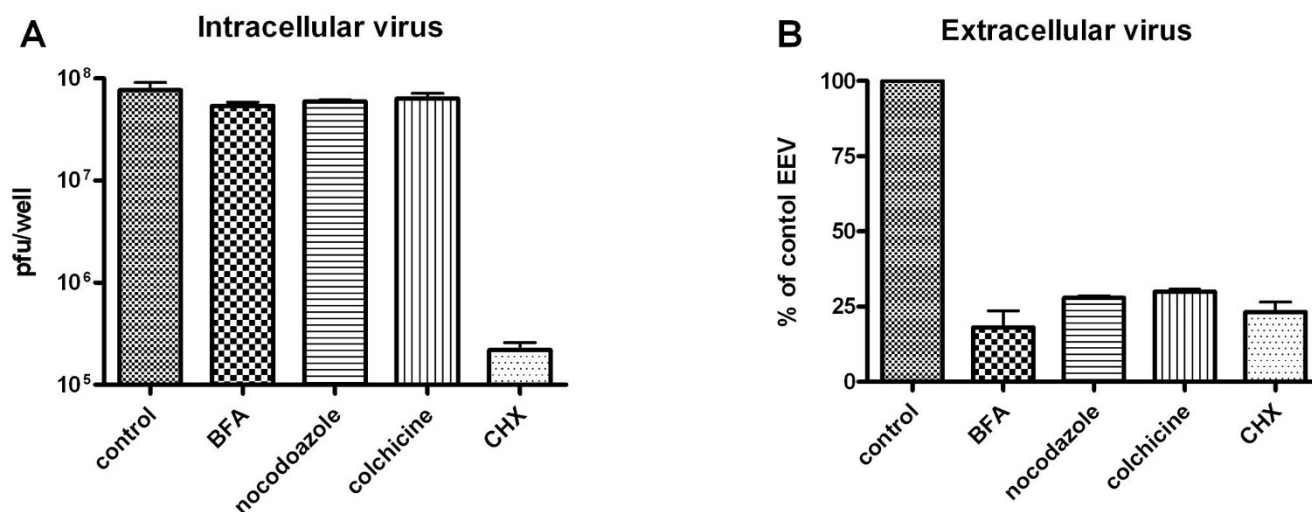 A
Intracellular virus
pfu/well
10⁸
10⁷
10⁶
10⁵
control
BFA
nocodoazole
colchicine
CHX
B
Extracellular virus
% of contol EEV
100
75
50
25
0
control
BFA
nocodazole
colchicine
CHX